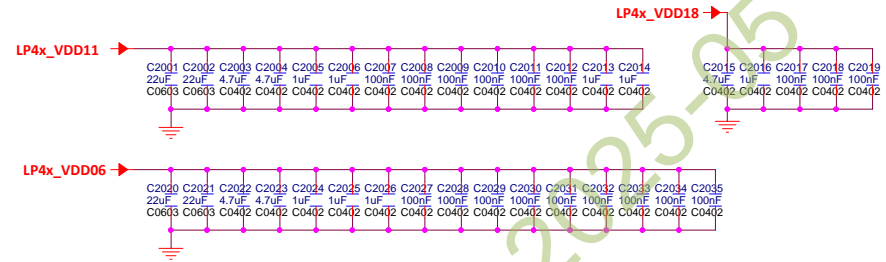 LP4x_VDD18
LP4x_VDD11
C2001 C2002 C2003 C2004 C2005 C2006 C2007 C2008 C2009 C2010 C2011 C2012 C2013 C2014
22uF 22uF 4.7uF 4.7uF 1uF 1uF 100nF 100nF 100nF 100nF 100nF 100nF 1uF 1uF
C0603 C0603 C0402 C0402 C0402 C0402 C0402 C0402 C0402 C0402 C0402 C0402 C0402 C0402
C2015 C2016 C2017 C2018 C2019
4.7uF 1uF 100nF 100nF 100nF
C0402 C0402 C0402 C0402 C0402
LP4x_VDD06
C2020 C2021 C2022 C2023 C2024 C2025 C2026 C2027 C2028 C2029 C2030 C2031 C2032 C2033 C2034 C2035
22uF 22uF 4.7uF 4.7uF 1uF 1uF 1uF 100nF 100nF 100nF 100nF 100nF 100nF 100nF 100nF 100nF
C0603 C0603 C0402 C0402 C0402 C0402 C0402 C0402 C0402 C0402 C0402 C0402 C0402 C0402 C0402 C0402
2025-05